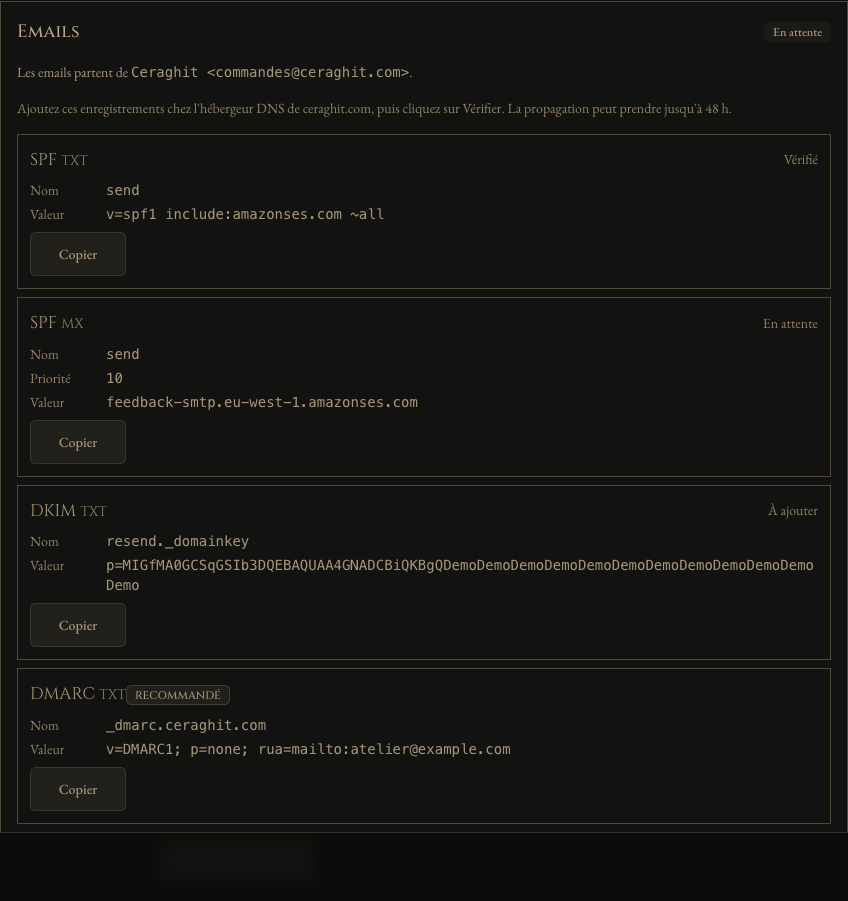 Emails
En attente
Les emails partent de Ceraghit <commandes@ceraghit.com>.
Ajoutez ces enregistrements chez l'hébergeur DNS de ceraghit.com, puis cliquez sur Vérifier. La propagation peut prendre jusqu'à 48 h.
SPF TXT
Vérifié
Nom send
Valeur v=spf1 include:amazonses.com ~all
Copier
SPF MX
En attente
Nom send
Priorité 10
Valeur feedback-smtp.eu-west-1.amazonses.com
Copier
DKIM TXT
À ajouter
Nom resend._domainkey
Valeur p=MIGfMA0GCSqGSIb3DQEBAQUAA4GNADCBiQKBgQDemoDemoDemoDemoDemoDemoDemoDemoDemoDemoDemo
Demo
Copier
DMARC TXT RECOMMANDÉ
Nom _dmarc.ceraghit.com
Valeur v=DMARC1; p=none; rua=mailto:atelier@example.com
Copier